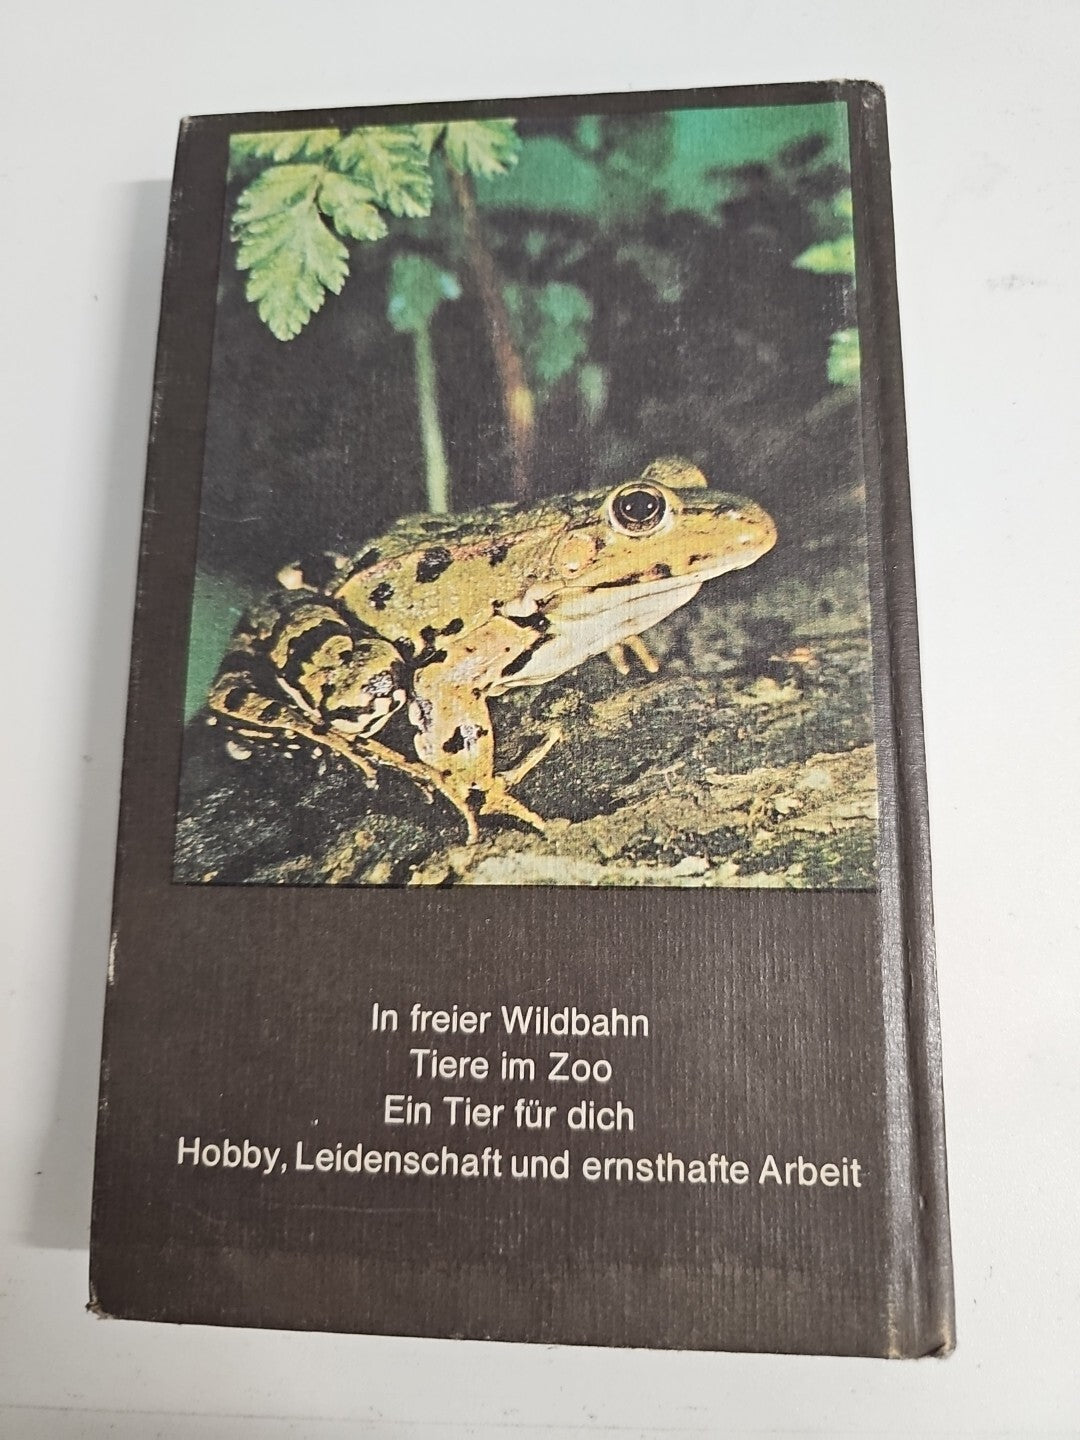 In freier Wildbahn
Tiere im Zoo
Ein Tier für dich
Hobby, Leidenschaft und ernsthafte Arbeit